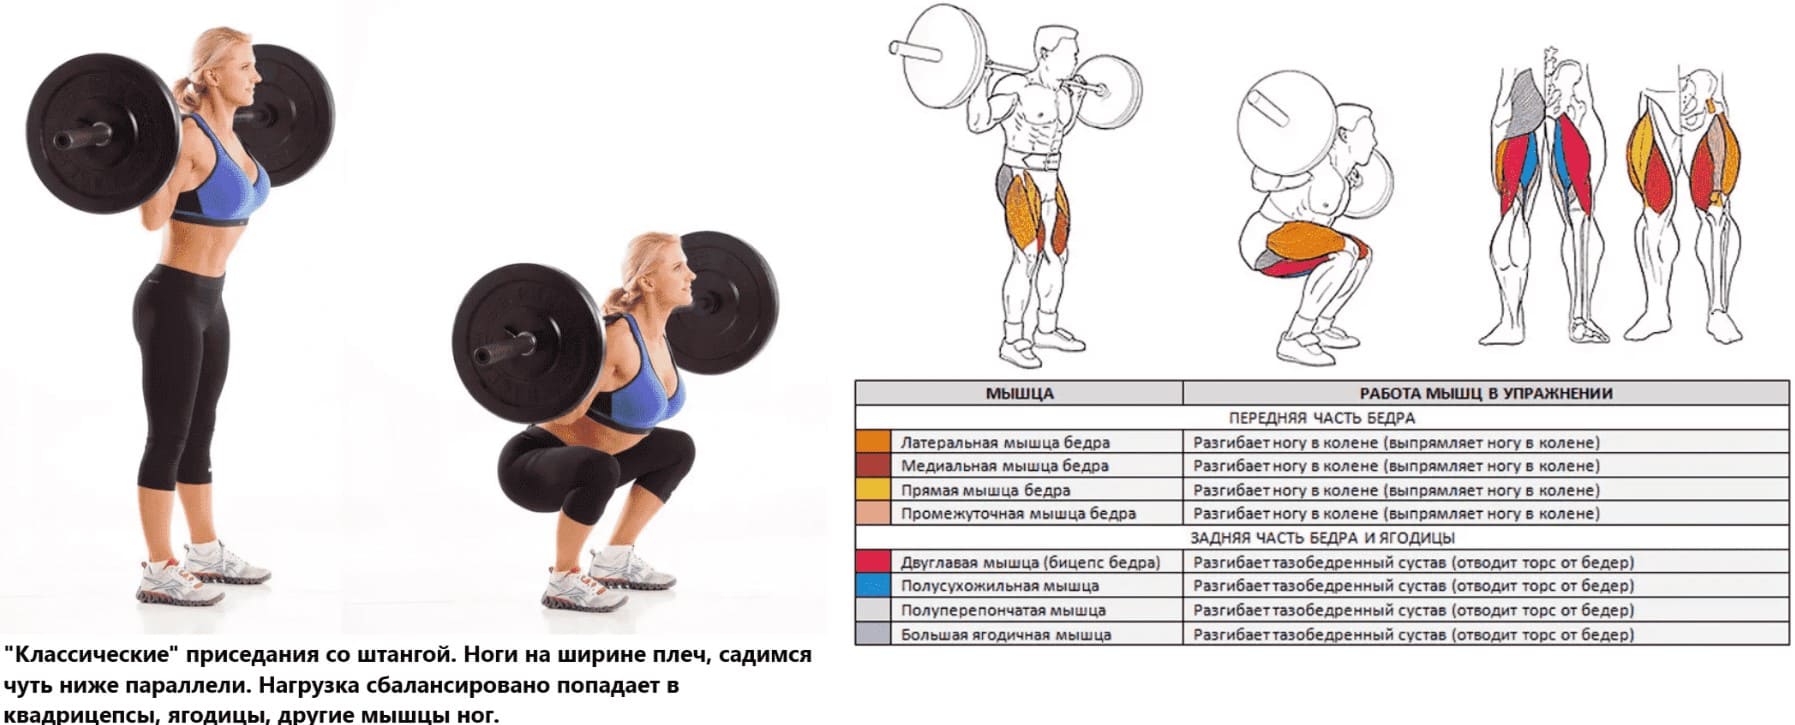 "Классические" приседания со штангой. Ноги на ширине плеч, садимся
чуть ниже параллели. Нагрузка сбалансировано попадает в
квадрицепсы, ягодицы, другие мышцы ног.
МЫШЦА РАБОТА МЫШЦ В УПРАЖНЕНИИ
ПЕРЕДНЯЯ ЧАСТЬ БЕДРА
Латеральная мышца бедра Разгибает ногу в колене (выпрямляет ногу в колене)
Медиальная мышца бедра Разгибает ногу в колене (выпрямляет ногу в колене)
Прямая мышца бедра Разгибает ногу в колене (выпрямляет ногу в колене)
Промежуточная мышца бедра Разгибает ногу в колене (выпрямляет ногу в колене)
ЗАДНЯЯ ЧАСТЬ БЕДРА И ЯГОДИЦЫ
Двуглавая мышца (бицепс бедра) Разгибает тазобедренный сустав (отводит торс от бедер)
Полусухожильная мышца Разгибает тазобедренный сустав (отводит торс от бедер)
Полуперепончатая мышца Разгибает тазобедренный сустав (отводит торс от бедер)
Большая ягодичная мышца Разгибает тазобедренный сустав (отводит торс от бедер)